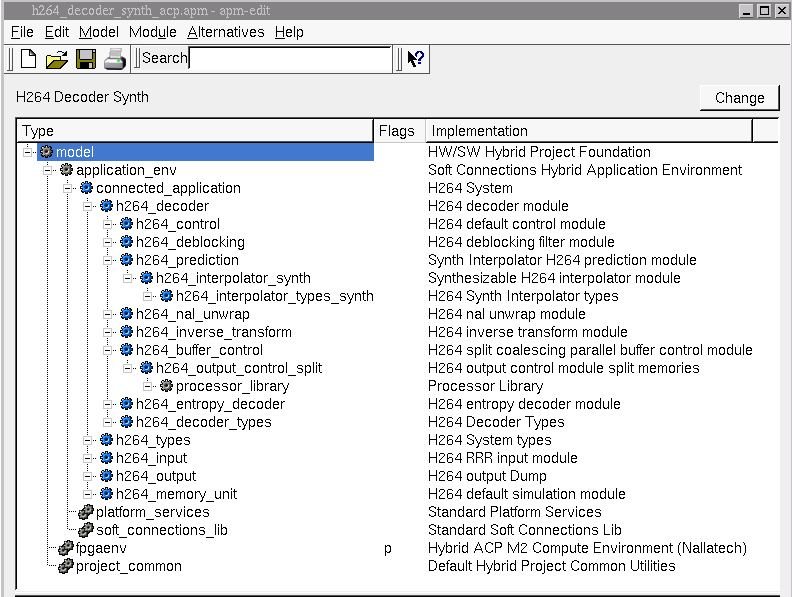 h264_decoder_synth_acp.apm - apm-edit
File Edit Model Module Alternatives Help
Search
H264 Decoder Synth
Change
Type Flags Implementation
model HW/SW Hybrid Project Foundation
application_env Soft Connections Hybrid Application Environment
connected_application H264 System
h264_decoder H264 decoder module
h264_control H264 default control module
h264_deblocking H264 deblocking filter module
h264_prediction Synth Interpolator H264 prediction module
h264_interpolator_synth Synthesizable H264 interpolator module
h264_interpolator_types_synth H264 Synth Interpolator types
h264_nal_unwrap H264 nal unwrap module
h264_inverse_transform H264 inverse transform module
h264_buffer_control H264 split coalescing parallel buffer control module
h264_output_control_split H264 output control module split memories
processor_library Processor Library
h264_entropy_decoder H264 entropy decoder module
h264_decoder_types H264 Decoder Types
h264_types H264 System types
h264_input H264 RRR input module
h264_output H264 output Dump
h264_memory_unit H264 default simulation module
platform_services Standard Platform Services
soft_connections_lib Standard Soft Connections Lib
fpgaenv p Hybrid ACP M2 Compute Environment (Nallatech)
project_common Default Hybrid Project Common Utilities